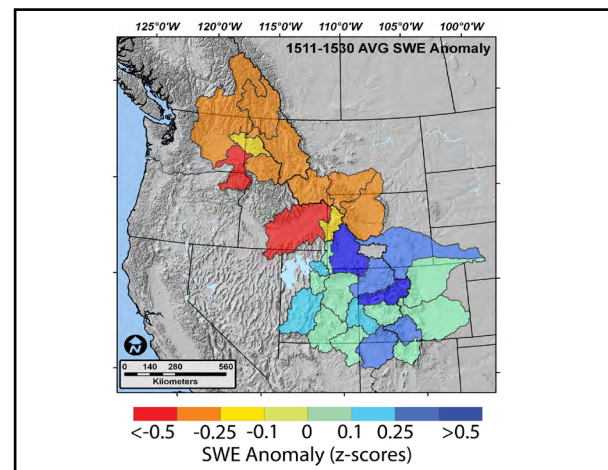 125°0'W 120°0'W 115°0'W 110°0'W 105°0'W 100°0'W
1511-1530 AVG SWE Anomaly
N
0 140 280 560
Kilometers
<-0.5 -0.25 -0.1 0 0.1 0.25 >0.5
SWE Anomaly (z-scores)